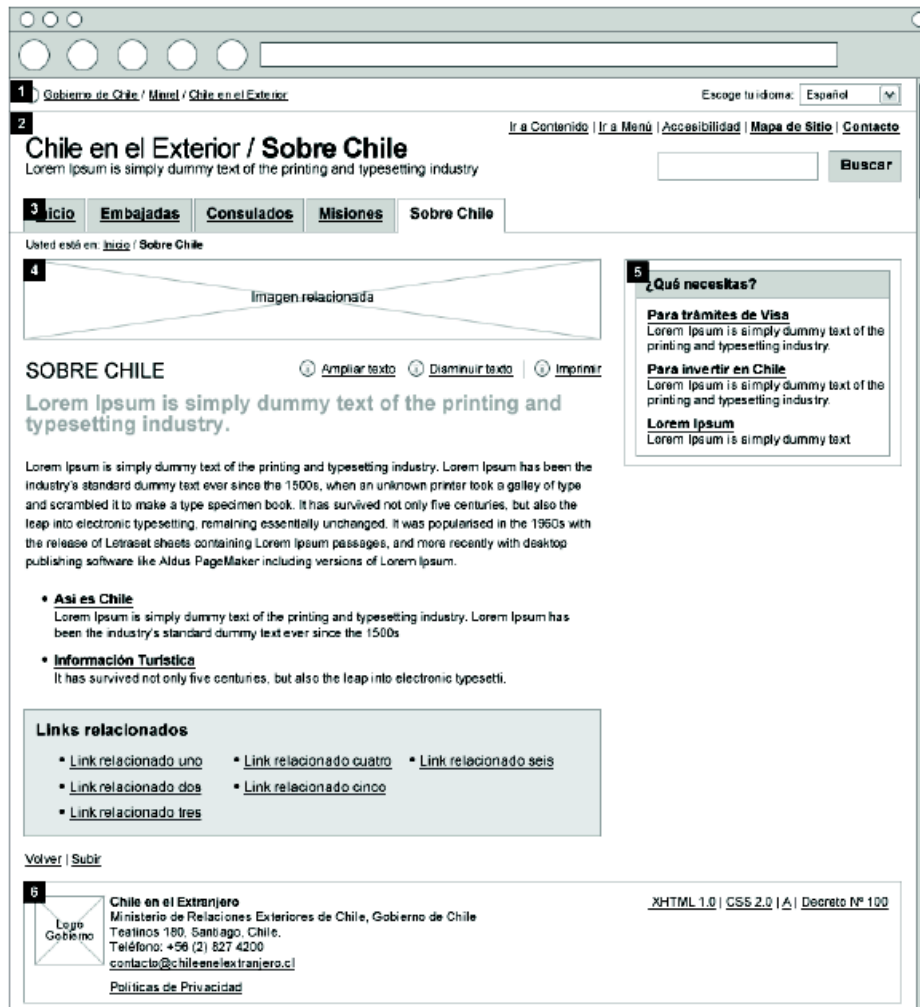 1 Gobierno de Chile / Minrel / Chile en el Exterior
Escoge tu idioma: Español
2
Ir a Contenido | Ir a Menú | Accesibilidad | Mapa de Sitio | Contacto
Chile en el Exterior / Sobre Chile
Lorem Ipsum is simply dummy text of the printing and typesetting industry
Buscar
3 Inicio Embajadas Consulados Misiones Sobre Chile
Usted está en: Inicio / Sobre Chile
4
Imagen relacionada
SOBRE CHILE
Ampliar texto Disminuir texto | Imprimir
Lorem Ipsum is simply dummy text of the printing and
typesetting industry.
Lorem Ipsum is simply dummy text of the printing and typesetting industry. Lorem Ipsum has been the
industry's standard dummy text ever since the 1500s, when an unknown printer took a galley of type
and scrambled it to make a type specimen book. It has survived not only five centuries, but also the
leap into electronic typesetting, remaining essentially unchanged. It was popularised in the 1960s with
the release of Letraset sheets containing Lorem Ipsum passages, and more recently with desktop
publishing software like Aldus PageMaker including versions of Lorem Ipsum.
• Asi es Chile
Lorem Ipsum is simply dummy text of the printing and typesetting industry. Lorem Ipsum has
been the industry's standard dummy text ever since the 1500s
• Información Turística
It has survived not only five centuries, but also the leap into electronic typesetti.
Links relacionados
• Link relacionado uno • Link relacionado cuatro • Link relacionado seis
• Link relacionado dos • Link relacionado cinco
• Link relacionado tres
Volver | Subir
5
¿Qué necesitas?
Para trámites de Visa
Lorem Ipsum is simply dummy text of the
printing and typesetting industry.
Para invertir en Chile
Lorem Ipsum is simply dummy text of the
printing and typesetting industry.
Lorem Ipsum
Lorem Ipsum is simply dummy text
6
Logo
Gobierno
Chile en el Extranjero
Ministerio de Relaciones Exteriores de Chile, Gobierno de Chile
Teatinos 180, Santiago, Chile.
Teléfono: +56 (2) 827 4200
contacto@chileenelextranjero.cl
Políticas de Privacidad
XHTML 1.0 | CSS 2.0 | A | Decreto Nº 100